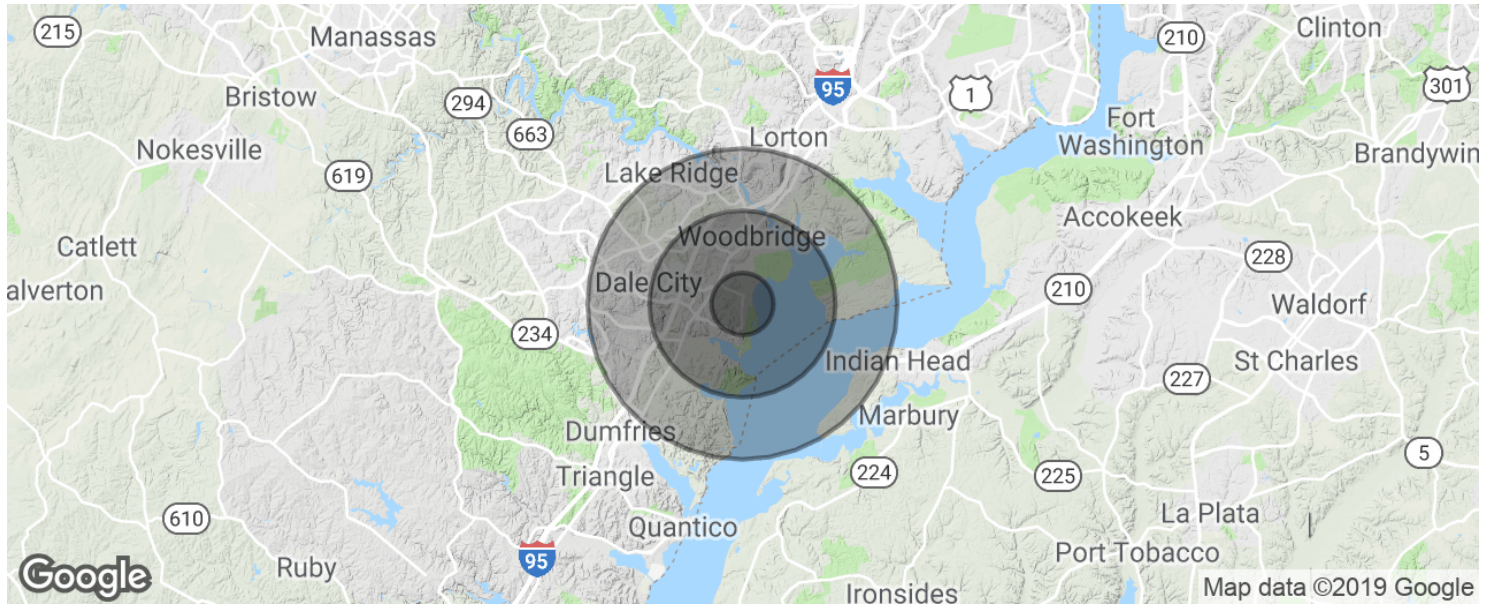 215
Manassas
210
Clinton
Bristow
294
95
1
301
663
Lorton
Fort
Washington
Nokesville
619
Lake Ridge
Brandywin
Accokeek
Catlett
Woodbridge
228
alverton
Dale City
210
Waldorf
234
Indian Head
St Charles
227
Marbury
Dumfries
5
Triangle
224
225
610
Quantico
La Plata
95
Port Tobacco
Ruby
Google
Ironsides
Map data ©2019 Google